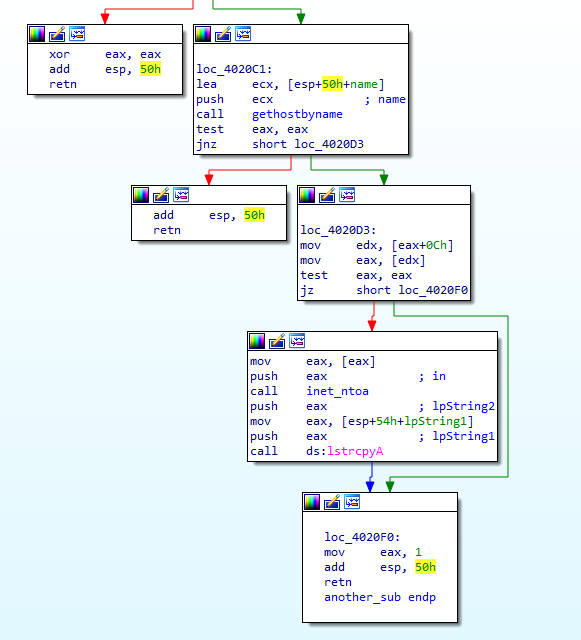 xor eax, eax
add esp, 50h
retn
loc_4020C1:
lea ecx, [esp+50h+name]
push ecx ; name
call gethostbyname
test eax, eax
jnz short loc_4020D3
add esp, 50h
retn
loc_4020D3:
mov edx, [eax+0Ch]
mov eax, [edx]
test eax, eax
jz short loc_4020F0
mov eax, [eax]
push eax ; in
call inet_ntoa
push eax ; lpString2
mov eax, [esp+54h+lpString1]
push eax ; lpString1
call ds:lstrcpyA
loc_4020F0:
mov eax, 1
add esp, 50h
retn
another_sub endp